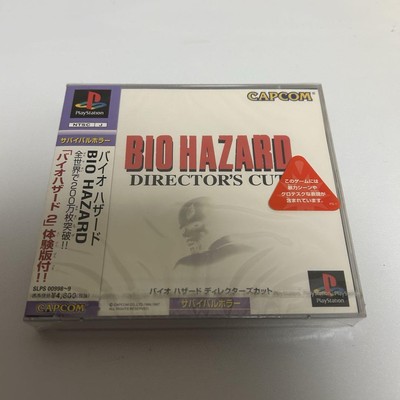 PlayStation
NTSC J
サバイバルホラー
バイオ ハザード
BIO HAZARD
全世界で200万枚突破!!
「バイオハザード2」体験版付!!
SLPS 00998~9
¥4,800
CAPCOM
CAPCOM
BIO HAZARD
DIRECTOR'S CUT
このゲームには
暴力シーンや
グロテスクな表現が
含まれています。
バイオ ハザード ディレクターズカット
サバイバルホラー
PlayStation